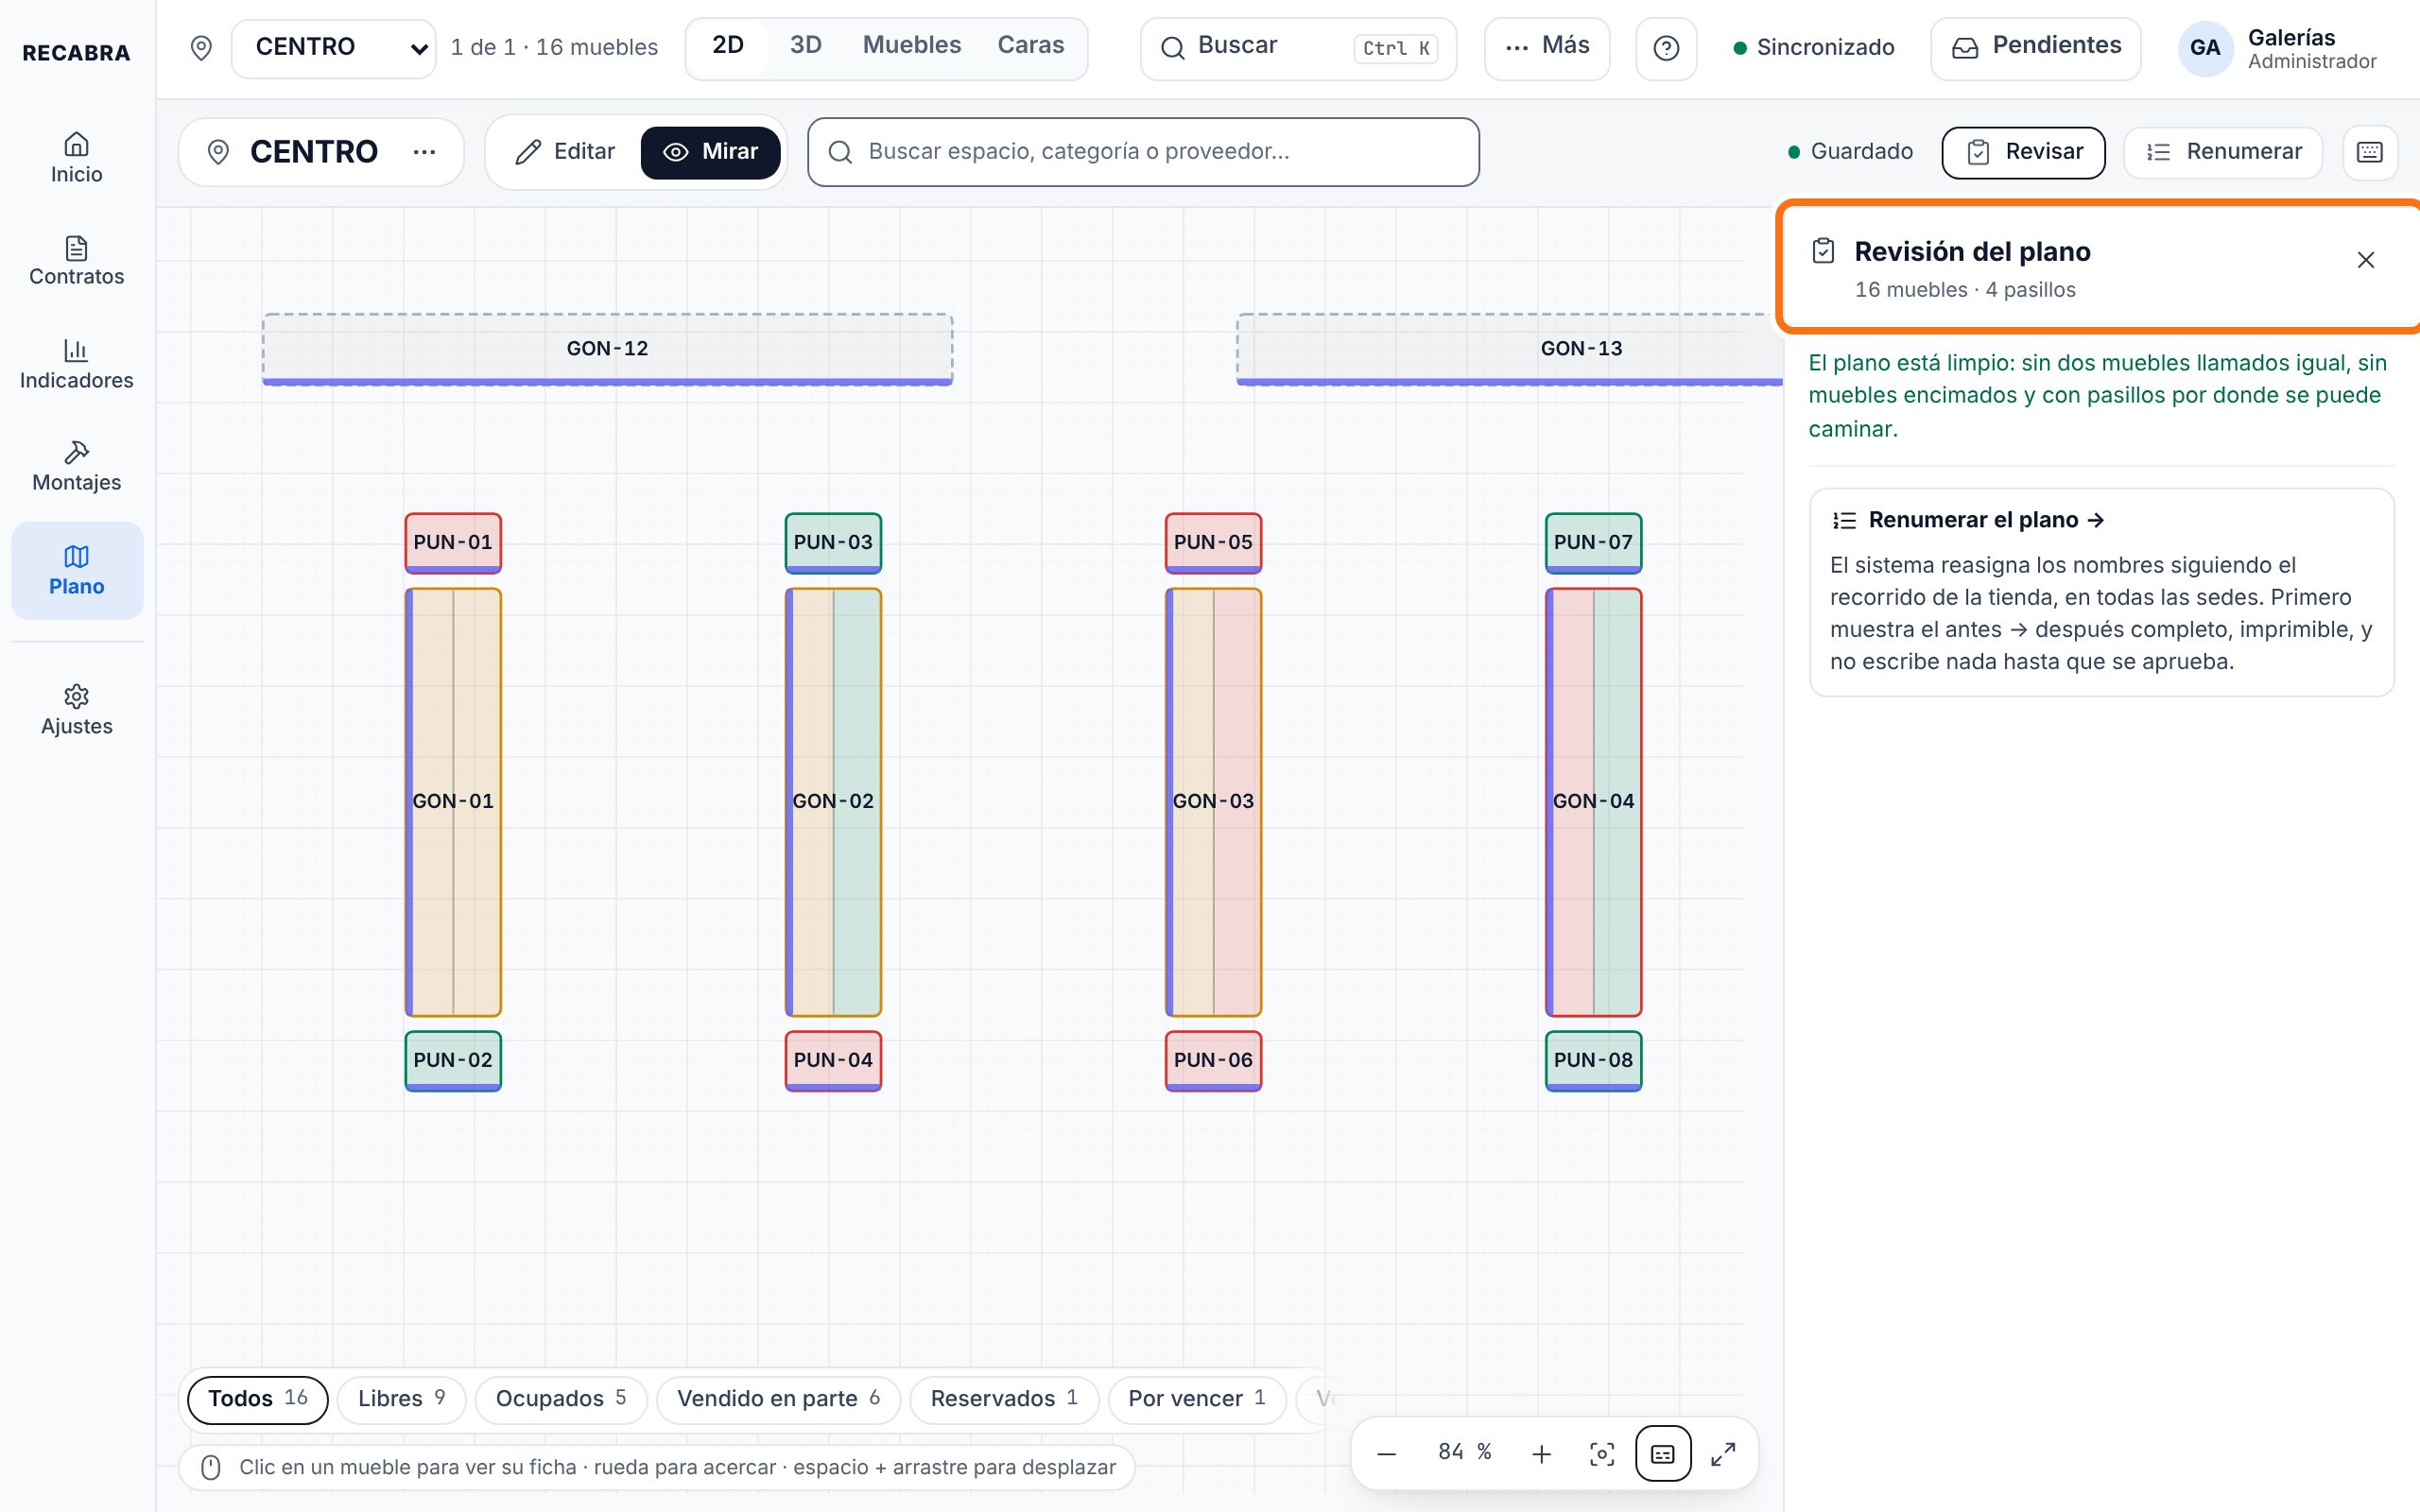 RECABRA
CENTRO
1 de 1 · 16 muebles
2D
3D
Muebles
Caras
Buscar
Ctrl K
Más
Sincronizado
Pendientes
GA
Galerías
Administrador
Inicio
Contratos
Indicadores
Montajes
Plano
Ajustes
CENTRO
Editar
Mirar
Buscar espacio, categoría o proveedor...
Guardado
Revisar
Renumerar
GON-12
GON-13
PUN-01
PUN-03
PUN-05
PUN-07
GON-01
GON-02
GON-03
GON-04
PUN-02
PUN-04
PUN-06
PUN-08
Revisión del plano
16 muebles · 4 pasillos
El plano está limpio: sin dos muebles llamados igual, sin
muebles encimados y con pasillos por donde se puede
caminar.
Renumerar el plano →
El sistema reasigna los nombres siguiendo el
recorrido de la tienda, en todas las sedes. Primero
muestra el antes → después completo, imprimible, y
no escribe nada hasta que se aprueba.
Todos 16
Libres 9
Ocupados 5
Vendido en parte 6
Reservados 1
Por vencer 1
Clic en un mueble para ver su ficha · rueda para acercar · espacio + arrastre para desplazar
84 %